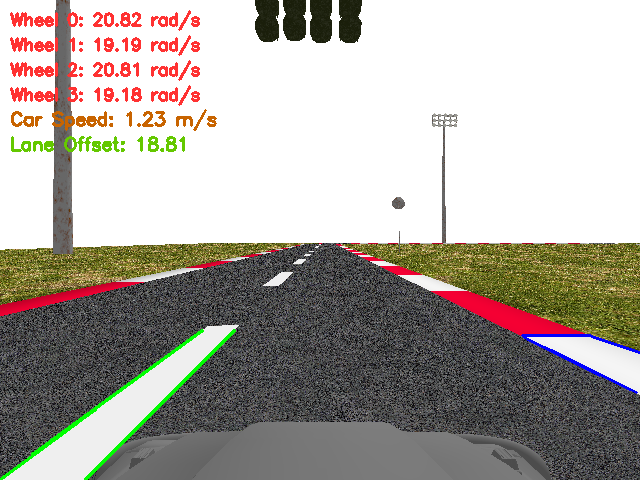 Wheel 0: 20.82 rad/s
Wheel 1: 19.19 rad/s
Wheel 2: 20.81 rad/s
Wheel 3: 19.18 rad/s
Car Speed: 1.23 m/s
Lane Offset: 18.81